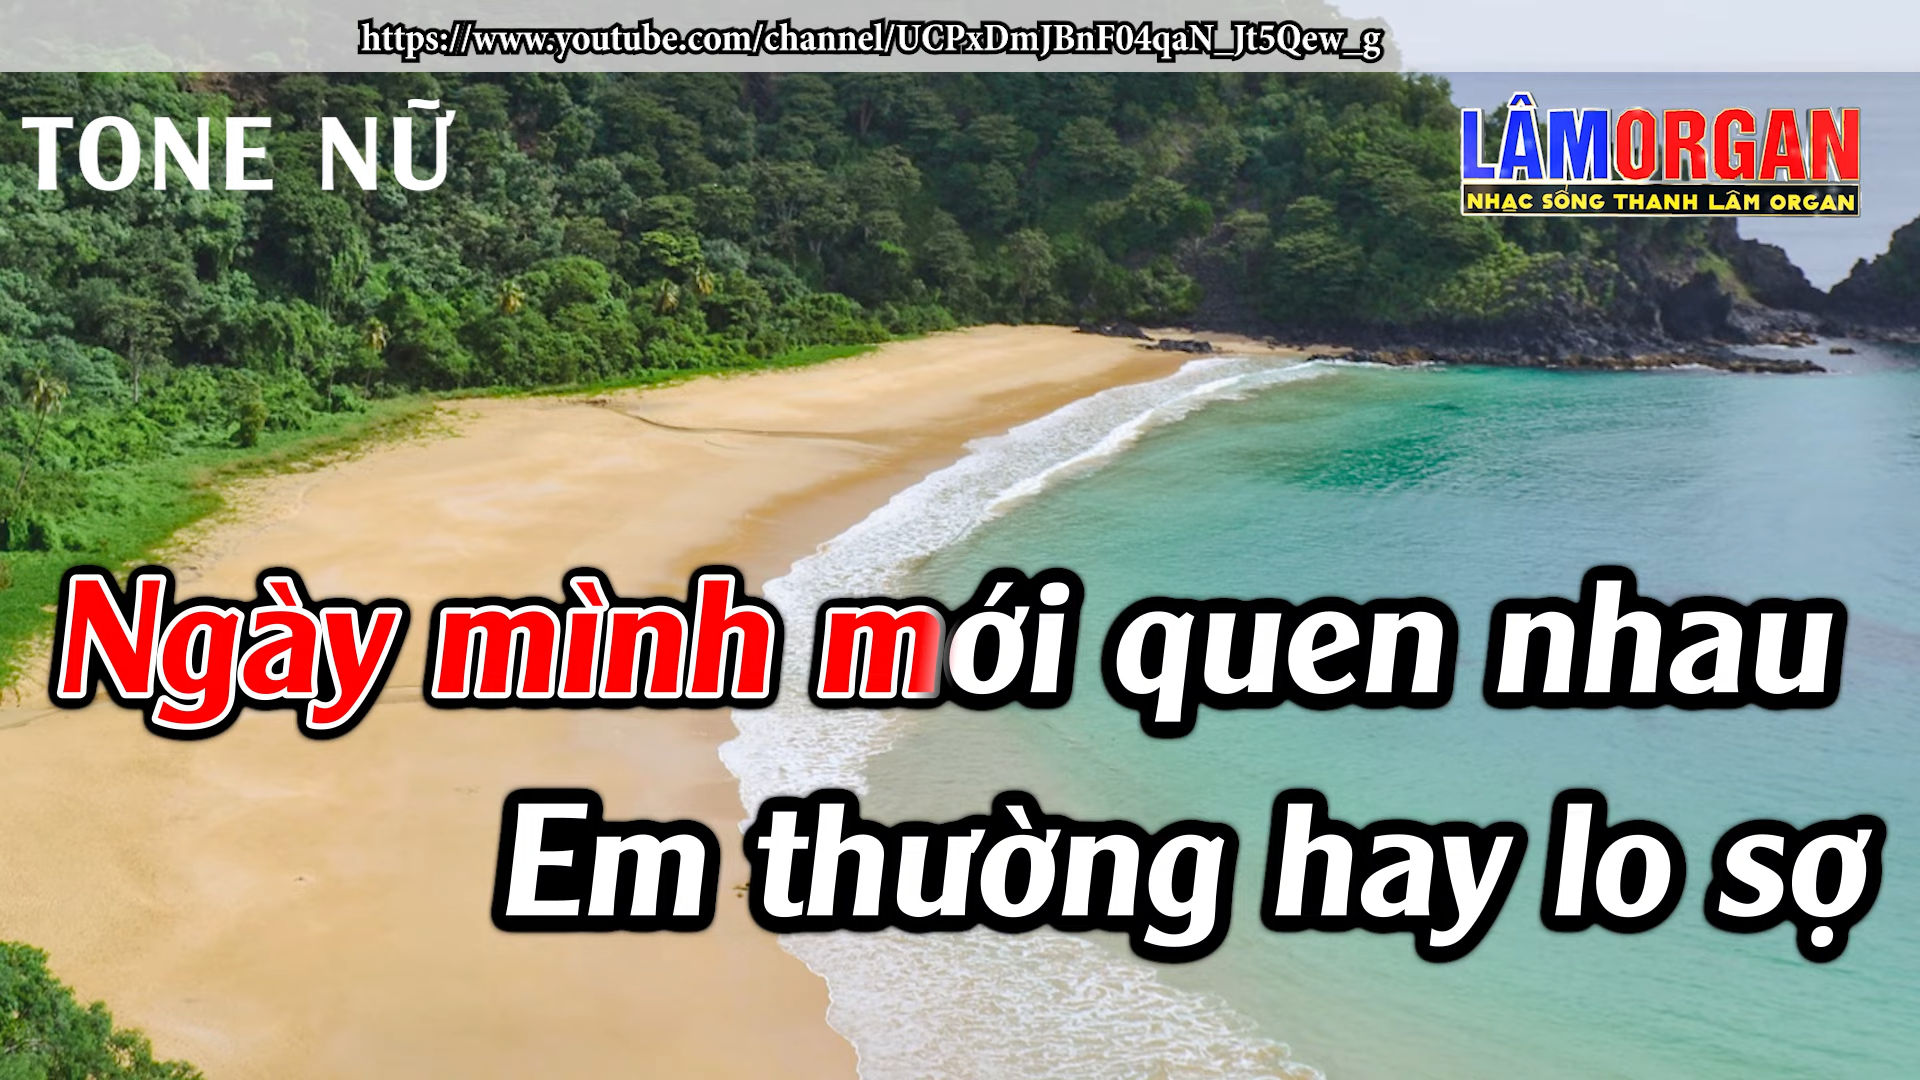 https://www.youtube.com/channel/UCPxDmJBnF04qaN_Jt5Qew_g
TONE NỮ
LÂMORGAN
NHẠC SỐNG THANH LÂM ORGAN
Ngày mình mới quen nhau
Em thường hay lo sợ